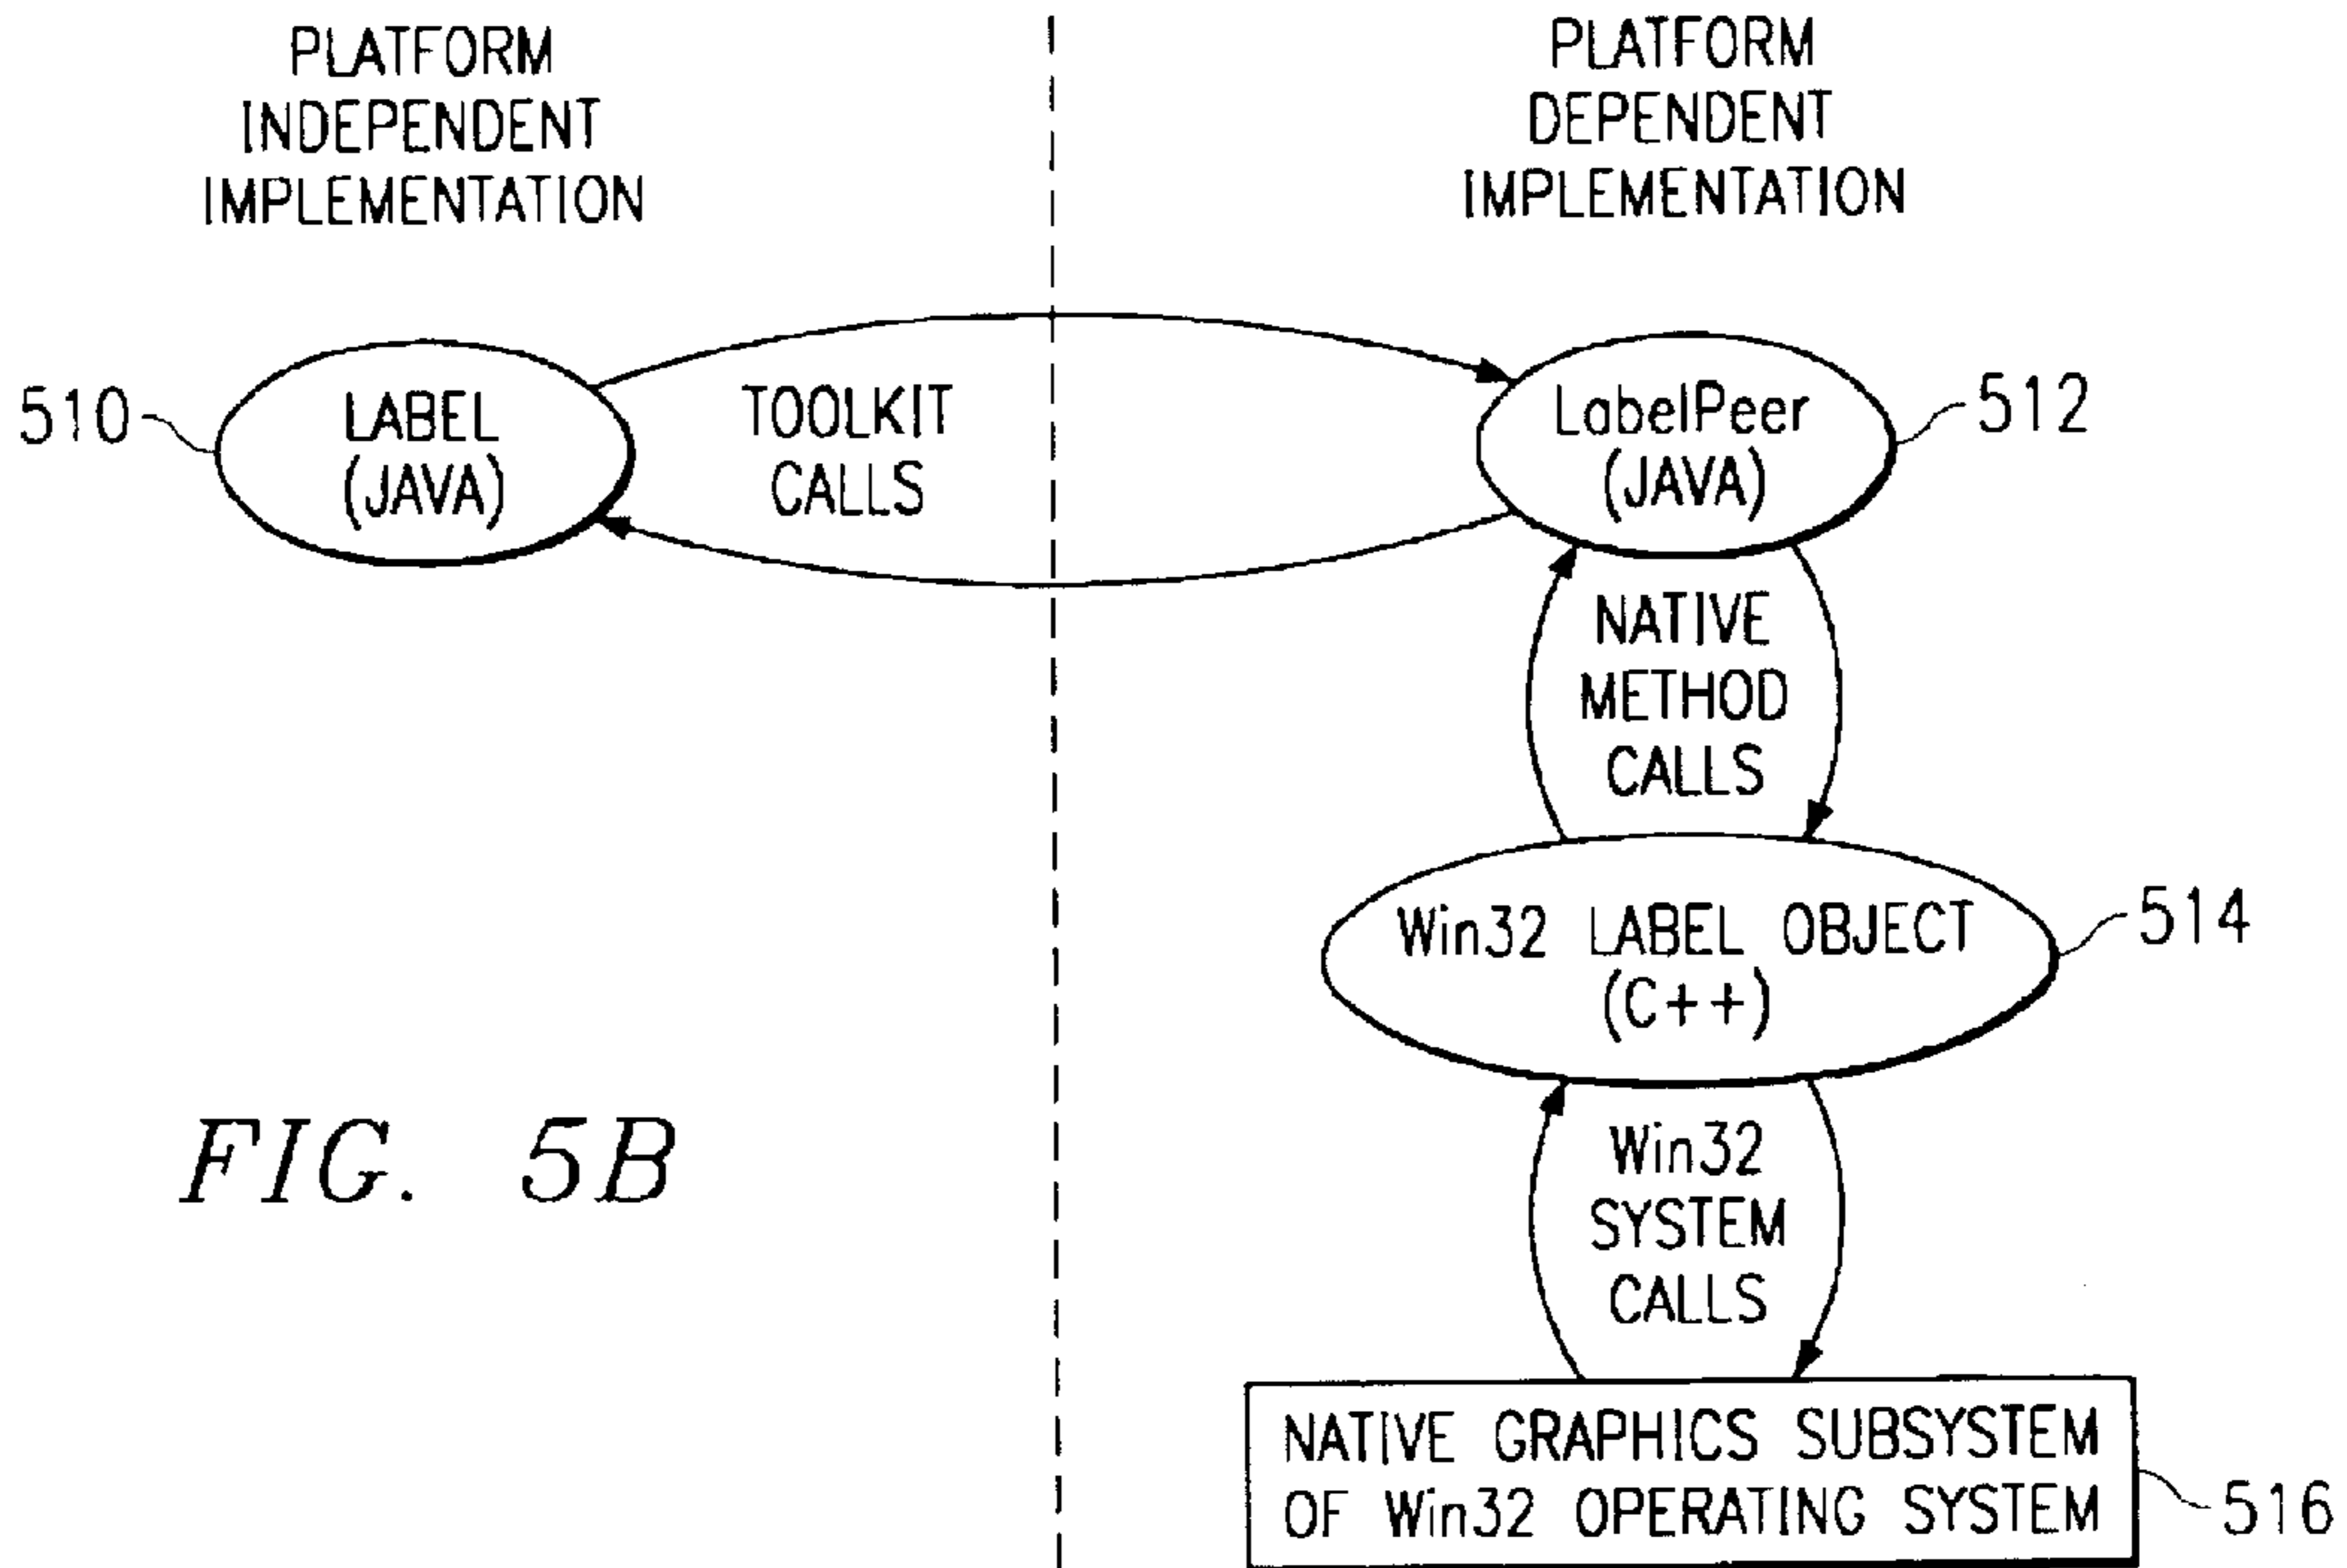 PLATFORM
INDEPENDENT
IMPLEMENTATION
PLATFORM
DEPENDENT
IMPLEMENTATION
510
LABEL
(JAVA)
TOOLKIT
CALLS
LabelPeer
(JAVA)
512
NATIVE
METHOD
CALLS
Win32 LABEL OBJECT
(C++)
514
FIG. 5B
Win32
SYSTEM
CALLS
NATIVE GRAPHICS SUBSYSTEM
OF Win32 OPERATING SYSTEM
516